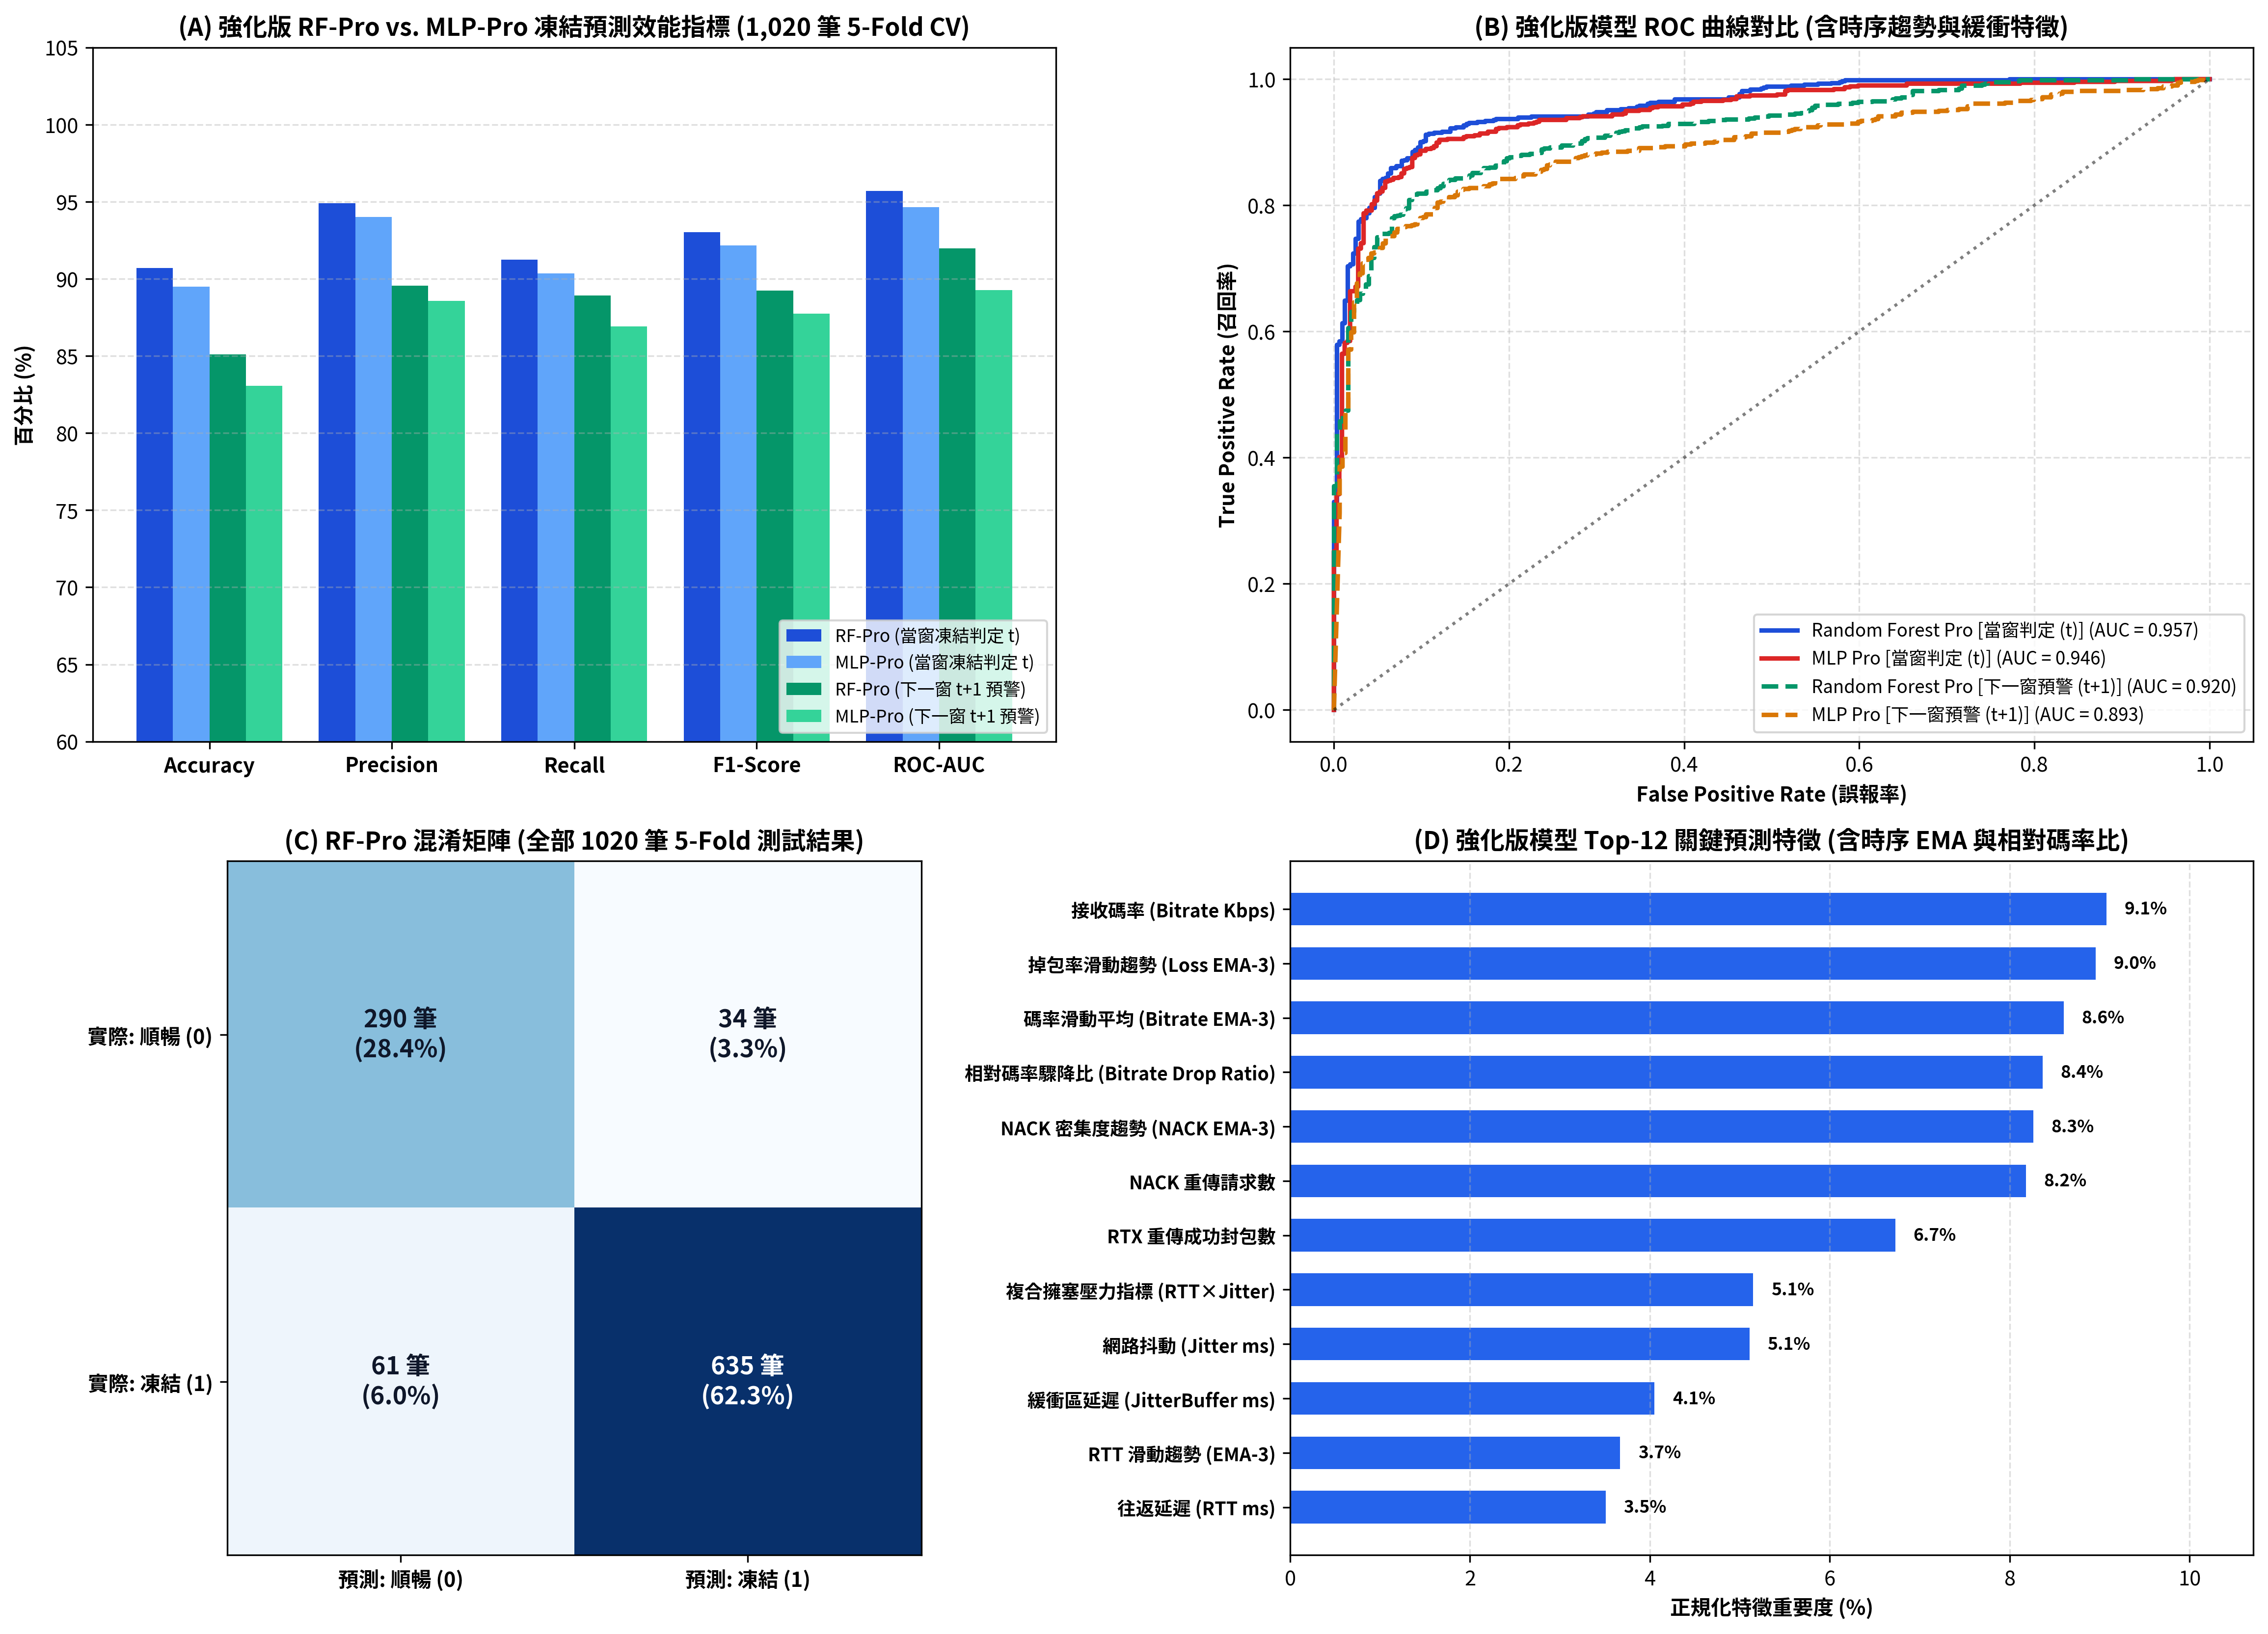 (A) 強化版 RF-Pro vs. MLP-Pro 凍結預測效能指標 (1,020 筆 5-Fold CV)
105
100
95
90
85
80
75
70
65
60
百分比 (%)
Accuracy
Precision
Recall
F1-Score
ROC-AUC
RF-Pro (當窗凍結判定 t)
MLP-Pro (當窗凍結判定 t)
RF-Pro (下一窗 t+1 預警)
MLP-Pro (下一窗 t+1 預警)
(B) 強化版模型 ROC 曲線對比 (含時序趨勢與緩衝特徵)
1.0
0.8
0.6
0.4
0.2
0.0
True Positive Rate (召回率)
0.0
0.2
0.4
0.6
0.8
1.0
False Positive Rate (誤報率)
Random Forest Pro [當窗判定 (t)] (AUC = 0.957)
MLP Pro [當窗判定 (t)] (AUC = 0.946)
Random Forest Pro [下一窗預警 (t+1)] (AUC = 0.920)
MLP Pro [下一窗預警 (t+1)] (AUC = 0.893)
(C) RF-Pro 混淆矩陣 (全部 1020 筆 5-Fold 測試結果)
實際: 順暢 (0)
290 筆
(28.4%)
34 筆
(3.3%)
實際: 凍結 (1)
61 筆
(6.0%)
635 筆
(62.3%)
預測: 順暢 (0)
預測: 凍結 (1)
(D) 強化版模型 Top-12 關鍵預測特徵 (含時序 EMA 與相對碼率比)
接收碼率 (Bitrate Kbps)
9.1%
掉包率滑動趨勢 (Loss EMA-3)
9.0%
碼率滑動平均 (Bitrate EMA-3)
8.6%
相對碼率驟降比 (Bitrate Drop Ratio)
8.4%
NACK 密集度趨勢 (NACK EMA-3)
8.3%
NACK 重傳請求數
8.2%
RTX 重傳成功封包數
6.7%
複合擁塞壓力指標 (RTT×Jitter)
5.1%
網路抖動 (Jitter ms)
5.1%
緩衝區延遲 (JitterBuffer ms)
4.1%
RTT 滑動趨勢 (EMA-3)
3.7%
往返延遲 (RTT ms)
3.5%
0
2
4
6
8
10
正規化特徵重要度 (%)